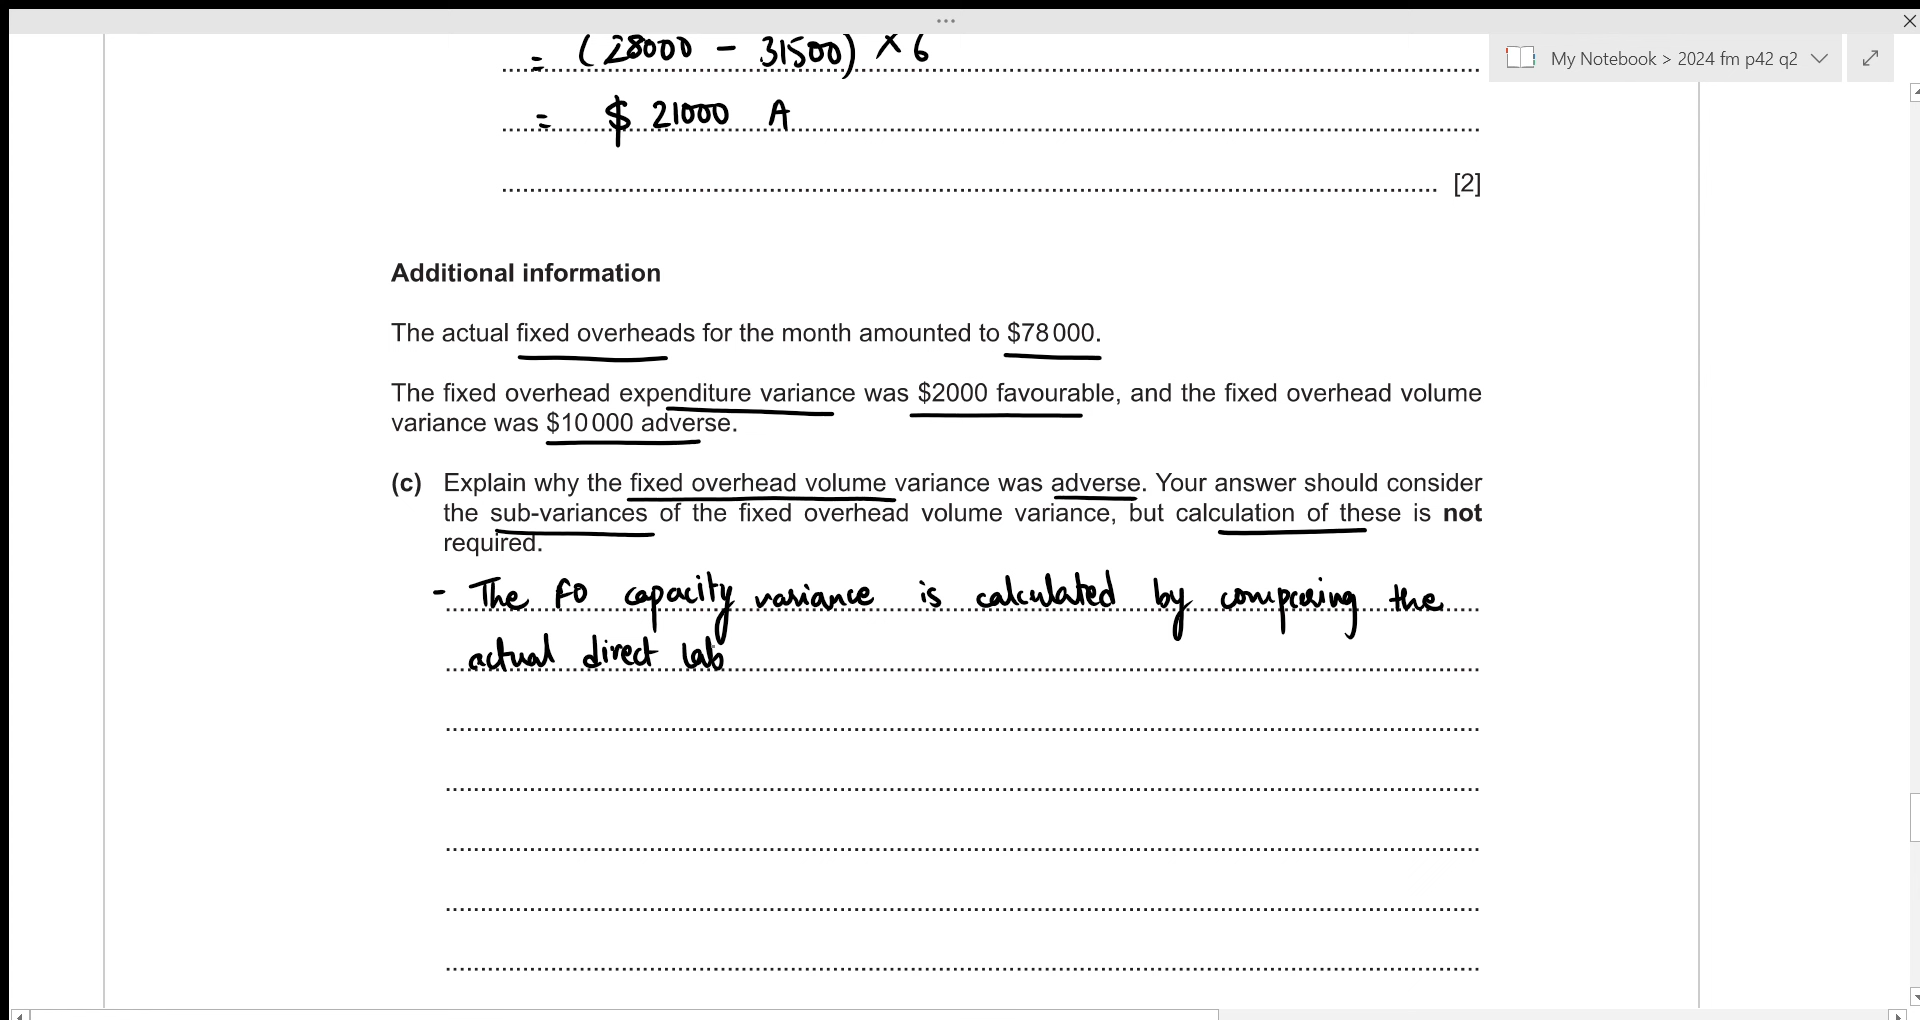 = (28000 - 31500) × 6
My Notebook > 2024 fm p42 q2
= $ 21000 A
[2]
Additional information
The actual fixed overheads for the month amounted to $78 000.
The fixed overhead expenditure variance was $2000 favourable, and the fixed overhead volume
variance was $10 000 adverse.
(c) Explain why the fixed overhead volume variance was adverse. Your answer should consider
the sub-variances of the fixed overhead volume variance, but calculation of these is not
required.
- The FO capacity variance is calculated by comparing the
actual direct lab